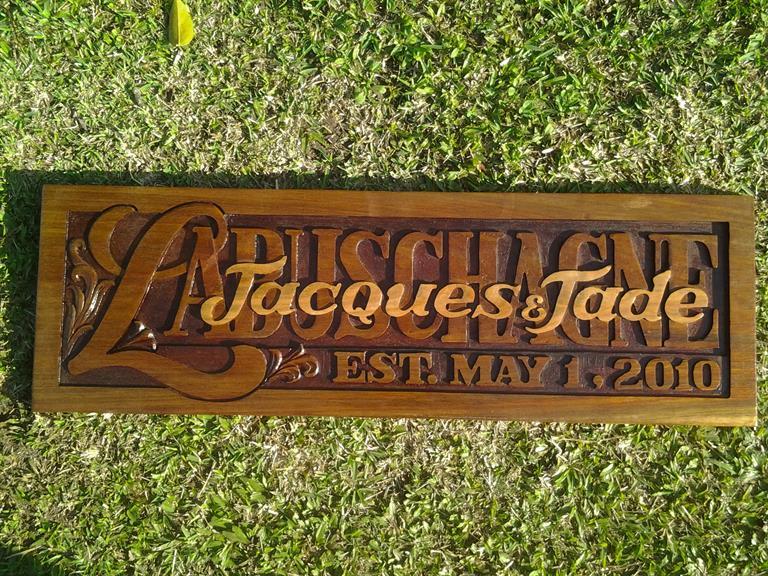 LABUSCHAGNE
Jacques & Jade
EST. MAY 1, 2010